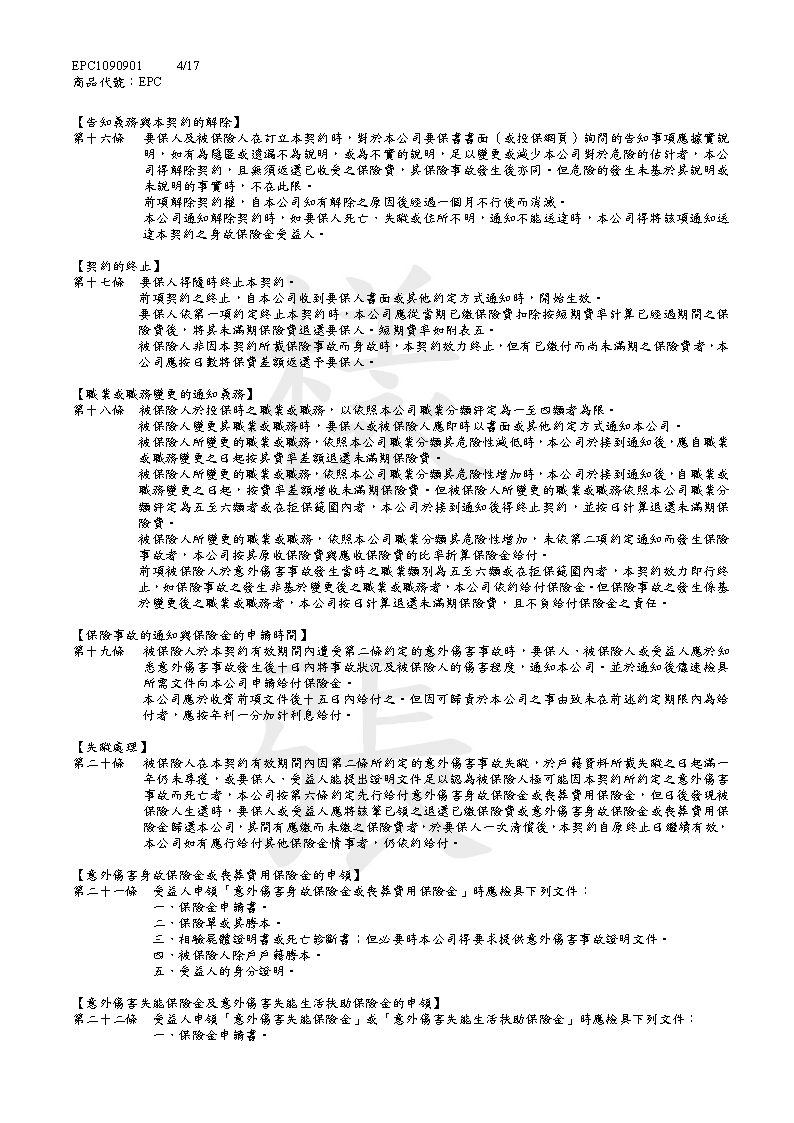 EPC1090901 4/17
商品代號：EPC
【告知義務與本契約的解除】
第十六條 要保人及被保險人在訂立本契約時，對於本公司要保書書面（或投保網頁）詢問的告知事項應據實說
明，如有為隱匿或遺漏不為說明，或為不實的說明，足以變更或減少本公司對於危險的估計者，本公
司得解除契約，且無須返還已收受之保險費，其保險事故發生後亦同。但危險的發生未基於其說明或
未說明的事實時，不在此限。
前項解除契約權，自本公司知有解除之原因後經過一個月不行使而消滅。
本公司通知解除契約時，如要保人死亡、失蹤或住所不明，通知不能送達時，本公司得將該項通知送
達本契約之身故保險金受益人。
【契約的終止】
第十七條 要保人得隨時終止本契約。
前項契約之終止，自本公司收到要保人書面或其他約定方式通知時，開始生效。
要保人依第一項約定終止本契約時，本公司應從當期已繳保險費扣除按短期費率計算已經過期間之保
險費後，將其未滿期保險費退還要保人。短期費率如附表五。
被保險人非因本契約所載保險事故而身故時，本契約效力終止，但有已繳付而尚未滿期之保險費者，本
公司應按日數將保費差額返還予要保人。
【職業或職務變更的通知義務】
第十八條 被保險人於投保時之職業或職務，以依照本公司職業分類評定為一至四類者為限。
被保險人變更其職業或職務時，要保人或被保險人應即時以書面或其他約定方式通知本公司。
被保險人所變更的職業或職務，依照本公司職業分類其危險性減低時，本公司於接到通知後，應自職業
或職務變更之日起按其費率差額退還未滿期保險費。
被保險人所變更的職業或職務，依照本公司職業分類其危險性增加時，本公司於接到通知後，自職業或
職務變更之日起，按費率差額增收未滿期保險費。但被保險人所變更的職業或職務依照本公司職業分
類評定為五至六類者或在拒保範圍內者，本公司於接到通知後得終止契約，並按日計算退還未滿期保
險費。
被保險人所變更的職業或職務，依照本公司職業分類其危險性增加，未依第二項約定通知而發生保險
事故者，本公司按其原收保險費與應收保險費的比率折算保險金給付。
前項被保險人於意外傷害事故發生當時之職業類別為五至六類或在拒保範圍內者，本契約效力即行終
止，如保險事故之發生非基於變更後之職業或職務者，本公司依約給付保險金。但保險事故之發生係基
於變更後之職業或職務者，本公司按日計算退還未滿期保險費，且不負給付保險金之責任。
【保險事故的通知與保險金的申請時間】
第十九條 被保險人於本契約有效期間內遭受第二條約定的意外傷害事故時，要保人、被保險人或受益人應於知
悉意外傷害事故發生後十日內將事故狀況及被保險人的傷害程度，通知本公司。並於通知後儘速檢具
所需文件向本公司申請給付保險金。
本公司應於收齊前項文件後十五日內給付之。但因可歸責於本公司之事由致未在前述約定期限內為給
付者，應按年利一分加計利息給付。
【失蹤處理】
第二十條 被保險人在本契約有效期間內因第二條所約定的意外傷害事故失蹤，於戶籍資料所載失蹤之日起滿一
年仍未尋獲，或要保人、受益人能提出證明文件足以認為被保險人極可能因本契約所約定之意外傷害
事故而死亡者，本公司按第六條約定先行給付意外傷害身故保險金或喪葬費用保險金，但日後發現被
保險人生還時，要保人或受益人應將該筆已領之退還已繳保險費或意外傷害身故保險金或喪葬費用保
險金歸還本公司，其間有應繳而未繳之保險費者，於要保人一次清償後，本契約自原終止日繼續有效，
本公司如有應行給付其他保險金情事者，仍依約給付。
【意外傷害身故保險金或喪葬費用保險金的申領】
第二十一條 受益人申領「意外傷害身故保險金或喪葬費用保險金」時應檢具下列文件：
一、保險金申請書。
二、保險單或其謄本。
三、相驗屍體證明書或死亡診斷書；但必要時本公司得要求提供意外傷害事故證明文件。
四、被保險人除戶戶籍謄本。
五、受益人的身分證明。
【意外傷害失能保險金及意外傷害失能生活扶助保險金的申領】
第二十二條 受益人申領「意外傷害失能保險金」或「意外傷害失能生活扶助保險金」時應檢具下列文件：
一、保險金申請書。
樣
張